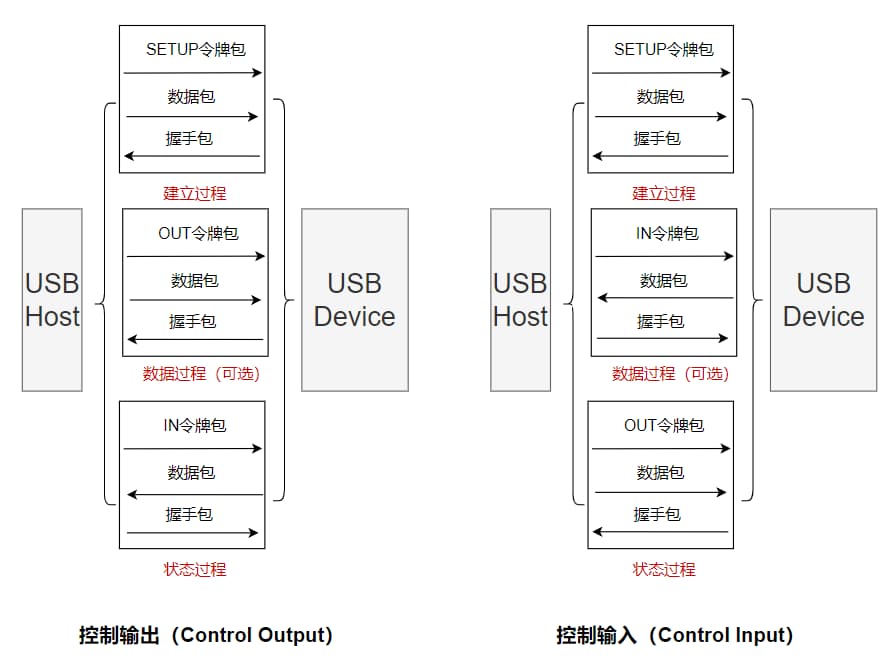 SETUP令牌包
数据包
握手包
建立过程
OUT令牌包
数据包
握手包
数据过程（可选）
IN令牌包
数据包
握手包
状态过程
USB
Host
USB
Device
控制输出（Control Output）
SETUP令牌包
数据包
握手包
建立过程
IN令牌包
数据包
握手包
数据过程（可选）
OUT令牌包
数据包
握手包
状态过程
USB
Host
USB
Device
控制输入（Control Input）